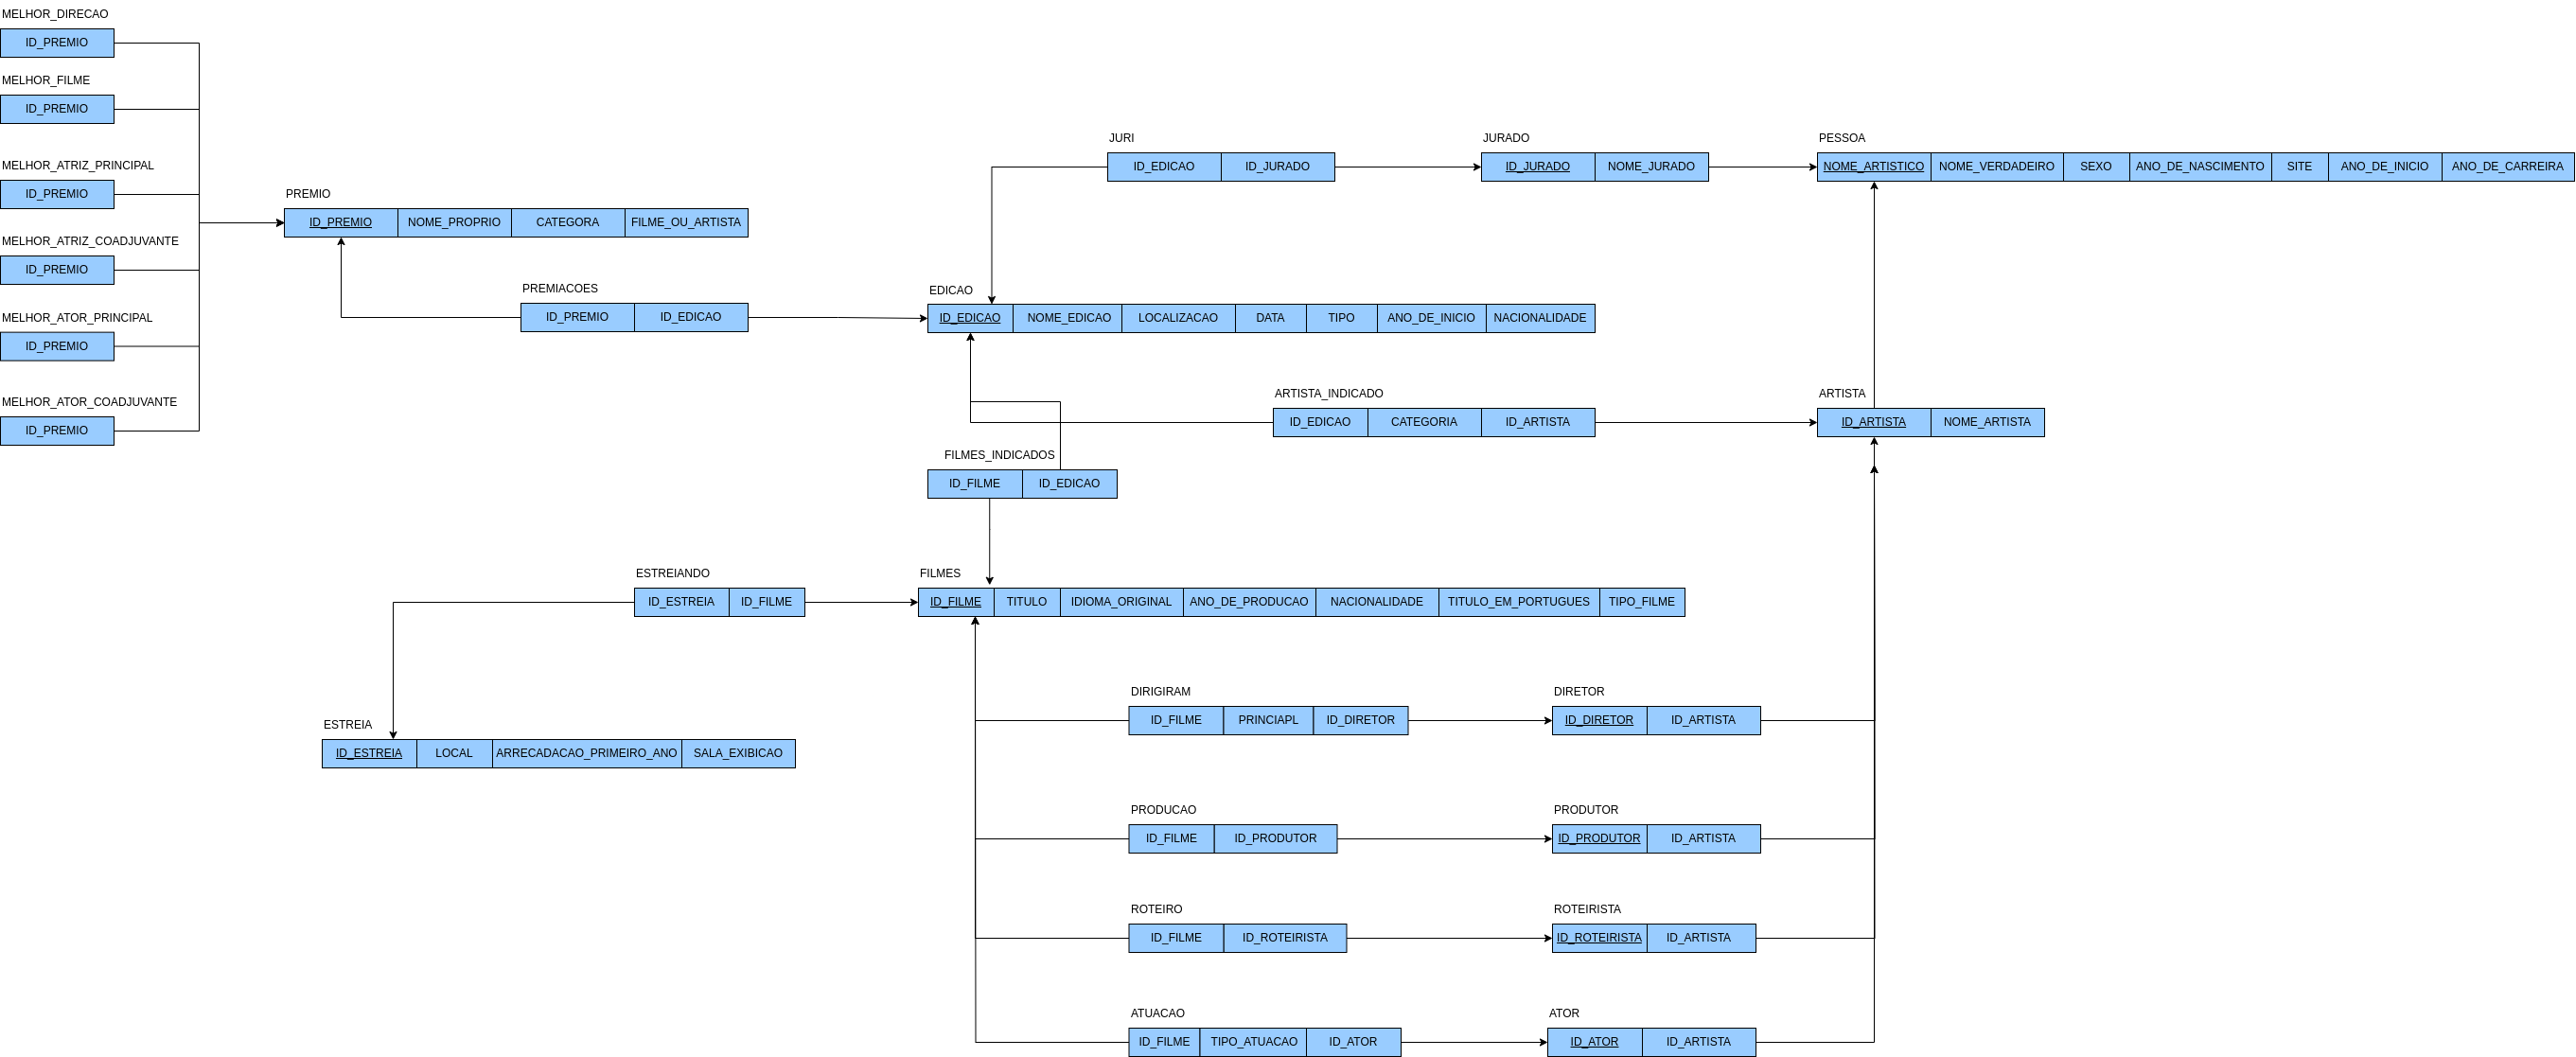 MELHOR_DIRECAO
ID_PREMIO
MELHOR_FILME
ID_PREMIO
MELHOR_ATRIZ_PRINCIPAL
ID_PREMIO
MELHOR_ATRIZ_COADJUVANTE
ID_PREMIO
MELHOR_ATOR_PRINCIPAL
ID_PREMIO
MELHOR_ATOR_COADJUVANTE
ID_PREMIO
PREMIO
ID_PREMIO NOME_PROPRIO CATEGORA FILME_OU_ARTISTA
PREMIACOES
ID_PREMIO ID_EDICAO
JURI
ID_EDICAO ID_JURADO
JURADO
ID_JURADO NOME_JURADO
PESSOA
NOME_ARTISTICO NOME_VERDADEIRO SEXO ANO_DE_NASCIMENTO SITE ANO_DE_INICIO ANO_DE_CARREIRA
EDICAO
ID_EDICAO NOME_EDICAO LOCALIZACAO DATA TIPO ANO_DE_INICIO NACIONALIDADE
ARTISTA_INDICADO
ID_EDICAO CATEGORIA ID_ARTISTA
ARTISTA
ID_ARTISTA NOME_ARTISTA
FILMES_INDICADOS
ID_FILME ID_EDICAO
ESTREIANDO
ID_ESTREIA ID_FILME
FILMES
ID_FILME TITULO IDIOMA_ORIGINAL ANO_DE_PRODUCAO NACIONALIDADE TITULO_EM_PORTUGUES TIPO_FILME
ESTREIA
ID_ESTREIA LOCAL ARRECADACAO_PRIMEIRO_ANO SALA_EXIBICAO
DIRIGIRAM
ID_FILME PRINCIAPL ID_DIRETOR
DIRETOR
ID_DIRETOR ID_ARTISTA
PRODUCAO
ID_FILME ID_PRODUTOR
PRODUTOR
ID_PRODUTOR ID_ARTISTA
ROTEIRO
ID_FILME ID_ROTEIRISTA
ROTEIRISTA
ID_ROTEIRISTA ID_ARTISTA
ATUACAO
ID_FILME TIPO_ATUACAO ID_ATOR
ATOR
ID_ATOR ID_ARTISTA